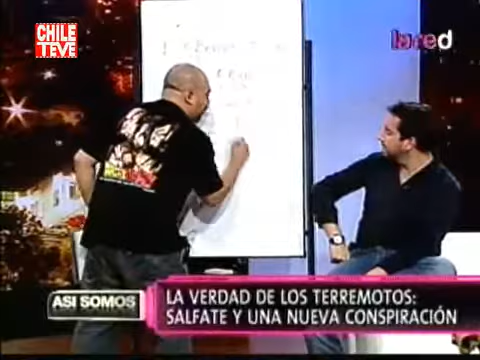 CHILE
TEVE
lared
ASI SOMOS
LA VERDAD DE LOS TERREMOTOS:
SALFATE Y UNA NUEVA CONSPIRACIÓN